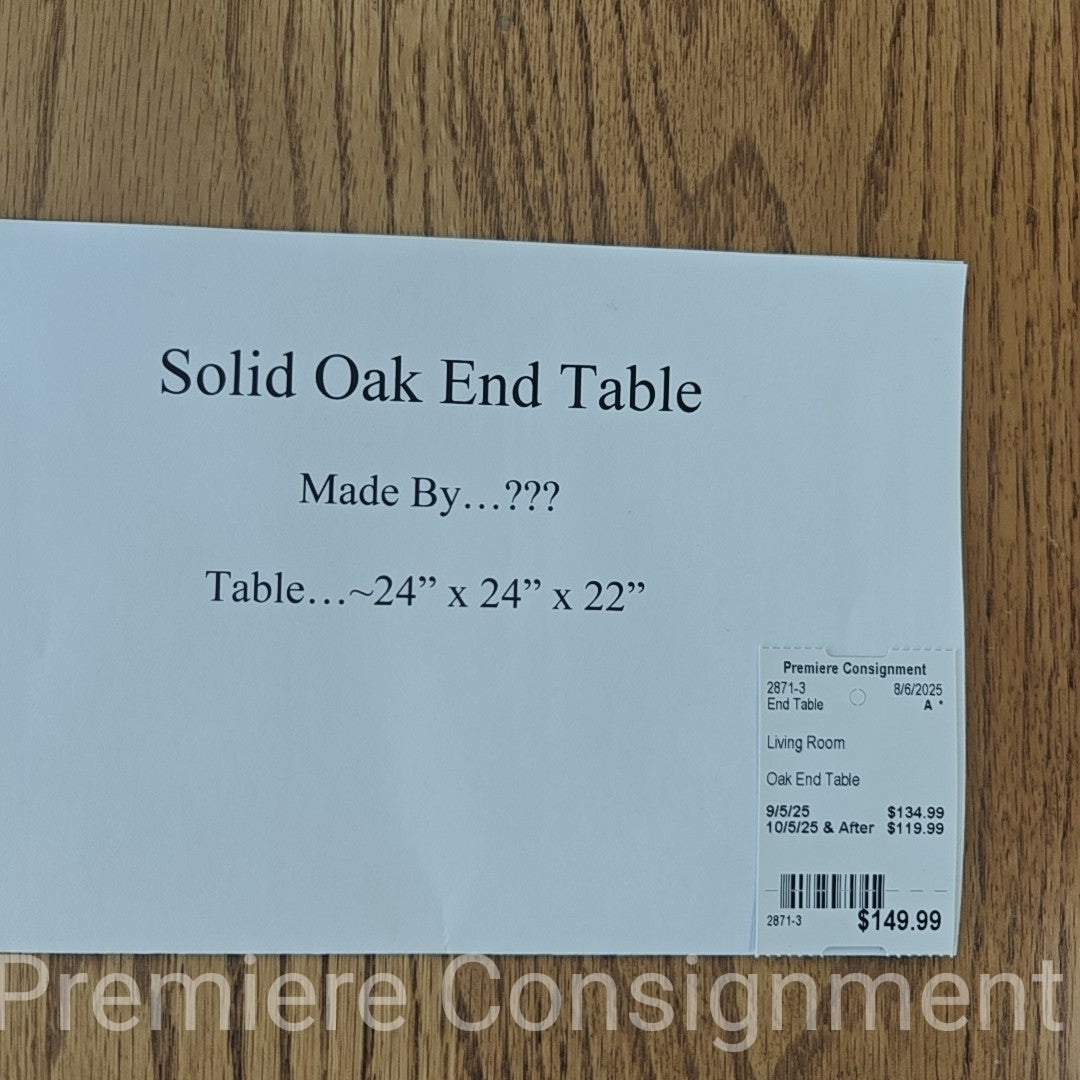 Solid Oak End Table
Made By…???
Table…~24” x 24” x 22”
Premiere Consignment
2871-3 8/6/2025
End Table A *
Living Room
Oak End Table
9/5/25 $134.99
10/5/25 & After $119.99
2871-3 $149.99
Premiere Consignment